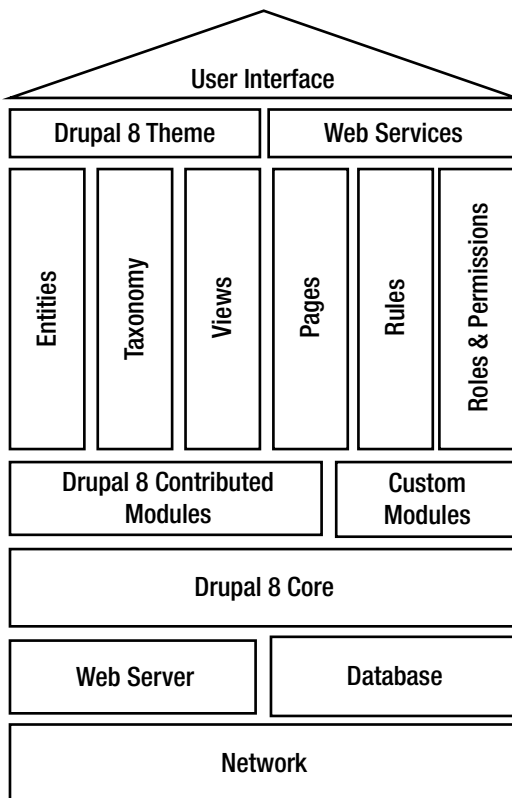 User Interface
Drupal 8 Theme
Web Services
Entities
Taxonomy
Views
Pages
Rules
Roles & Permissions
Drupal 8 Contributed
Modules
Custom
Modules
Drupal 8 Core
Web Server
Database
Network